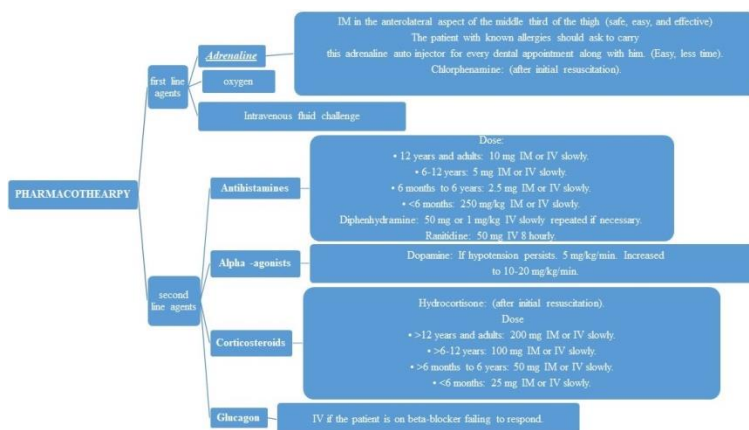 PHARMACOTHEARPY
first line
agents
Adrenaline
IM in the anterolateral aspect of the middle third of the thigh (safe, easy, and effective)
The patient with known allergies should ask to carry
this adrenaline auto injector for every dental appointment along with him. (Easy, less time).
Chlorphenamine: (after initial resuscitation).
oxygen
Intravenous fluid challenge
second
line agents
Antihistamines
Dose:
• 12 years and adults: 10 mg IM or IV slowly.
• 6-12 years: 5 mg IM or IV slowly.
• 6 months to 6 years: 2.5 mg IM or IV slowly.
• <6 months: 250 mg/kg IM or IV slowly.
Diphenhydramine: 50 mg or 1 mg/kg IV slowly repeated if necessary.
Ranitidine: 50 mg IV 8 hourly.
Alpha -agonists
Dopamine: If hypotension persists. 5 mg/kg/min. Increased
to 10-20 mg/kg/min.
Corticosteroids
Hydrocortisone: (after initial resuscitation).
Dose
• >12 years and adults: 200 mg IM or IV slowly.
• >6-12 years: 100 mg IM or IV slowly.
• >6 months to 6 years: 50 mg IM or IV slowly.
• <6 months: 25 mg IM or IV slowly.
Glucagon
IV if the patient is on beta-blocker failing to respond.